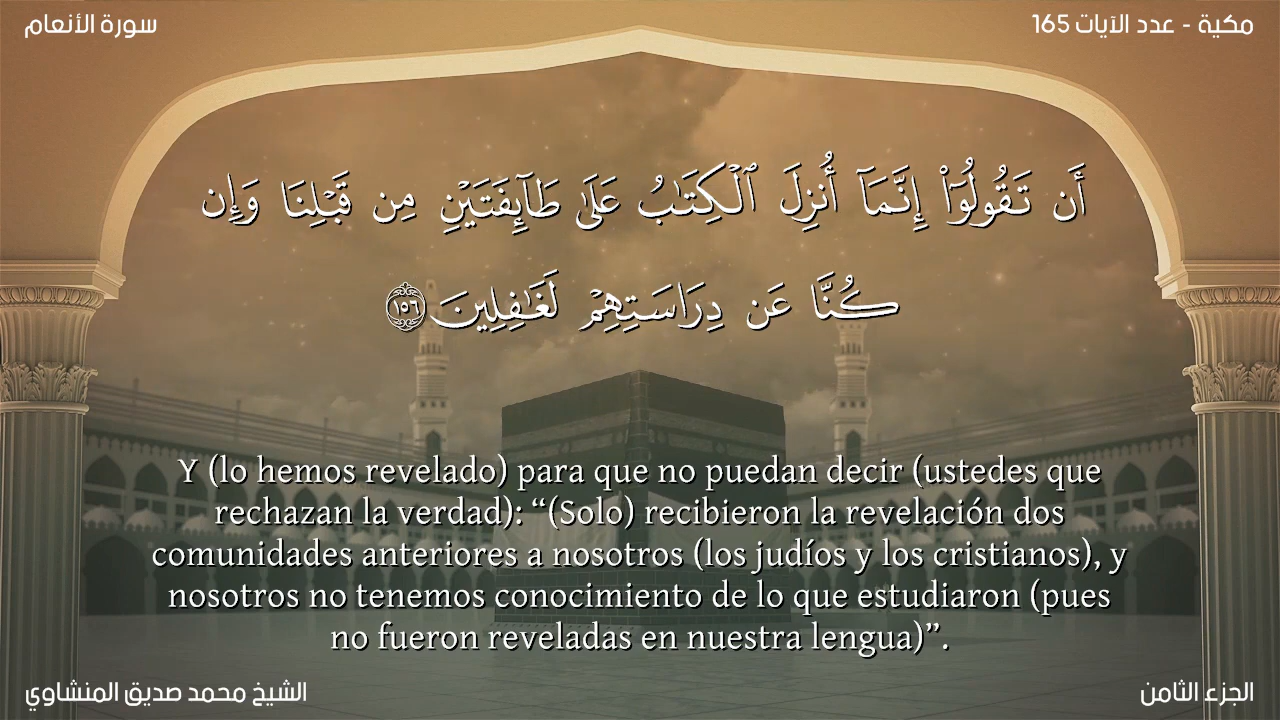 سورة الأنعام
مكية - عدد الآيات 165
أَن تَقُولُوٓا۟ إِنَّمَآ أُنزِلَ ٱلْكِتَـٰبُ عَلَىٰ طَآئِفَتَيْنِ مِن قَبْلِنَا وَإِن
كُنَّا عَن دِرَاسَتِهِمْ لَغَـٰفِلِينَ ١٥٦
Y (lo hemos revelado) para que no puedan decir (ustedes que
rechazan la verdad): “(Solo) recibieron la revelación dos
comunidades anteriores a nosotros (los judíos y los cristianos), y
nosotros no tenemos conocimiento de lo que estudiaron (pues
no fueron reveladas en nuestra lengua)”.
الشيخ محمد صديق المنشاوي
الجزء الثامن